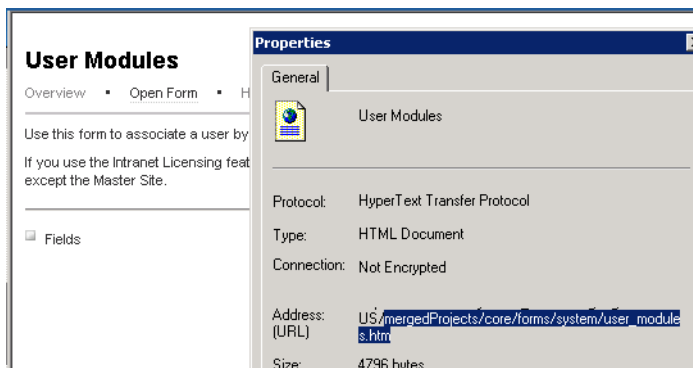 User Modules
Overview ▪ Open Form ▪ H
Use this form to associate a user by
If you use the Intranet Licensing feat
except the Master Site.
Fields
Properties
General
User Modules
Protocol: HyperText Transfer Protocol
Type: HTML Document
Connection: Not Encrypted
Address: US/mergedProjects/core/forms/system/user_module
(URL) s.htm
Size: 4796 bytes